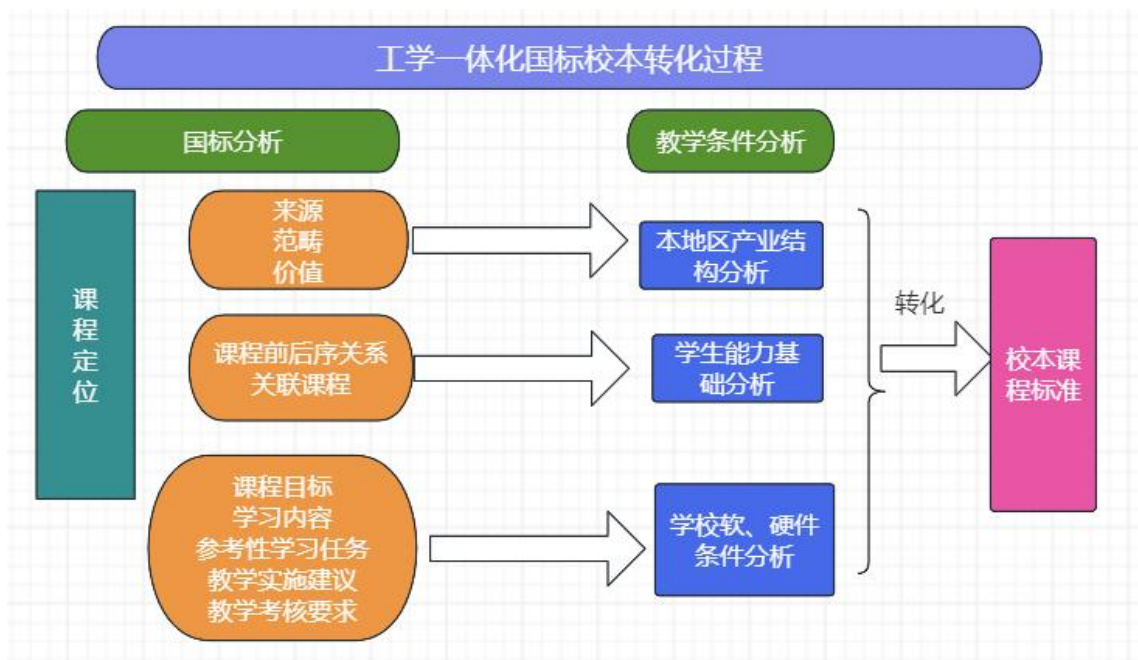 工学一体化国标校本转化过程
国标分析
教学条件分析
课
程
定
位
来源
范畴
价值
本地区产业结
构分析
课程前后序关系
关联课程
学生能力基
础分析
课程目标
学习内容
参考性学习任务
教学实施建议
教学考核要求
学校软、硬件
条件分析
转化
校本课
程标准